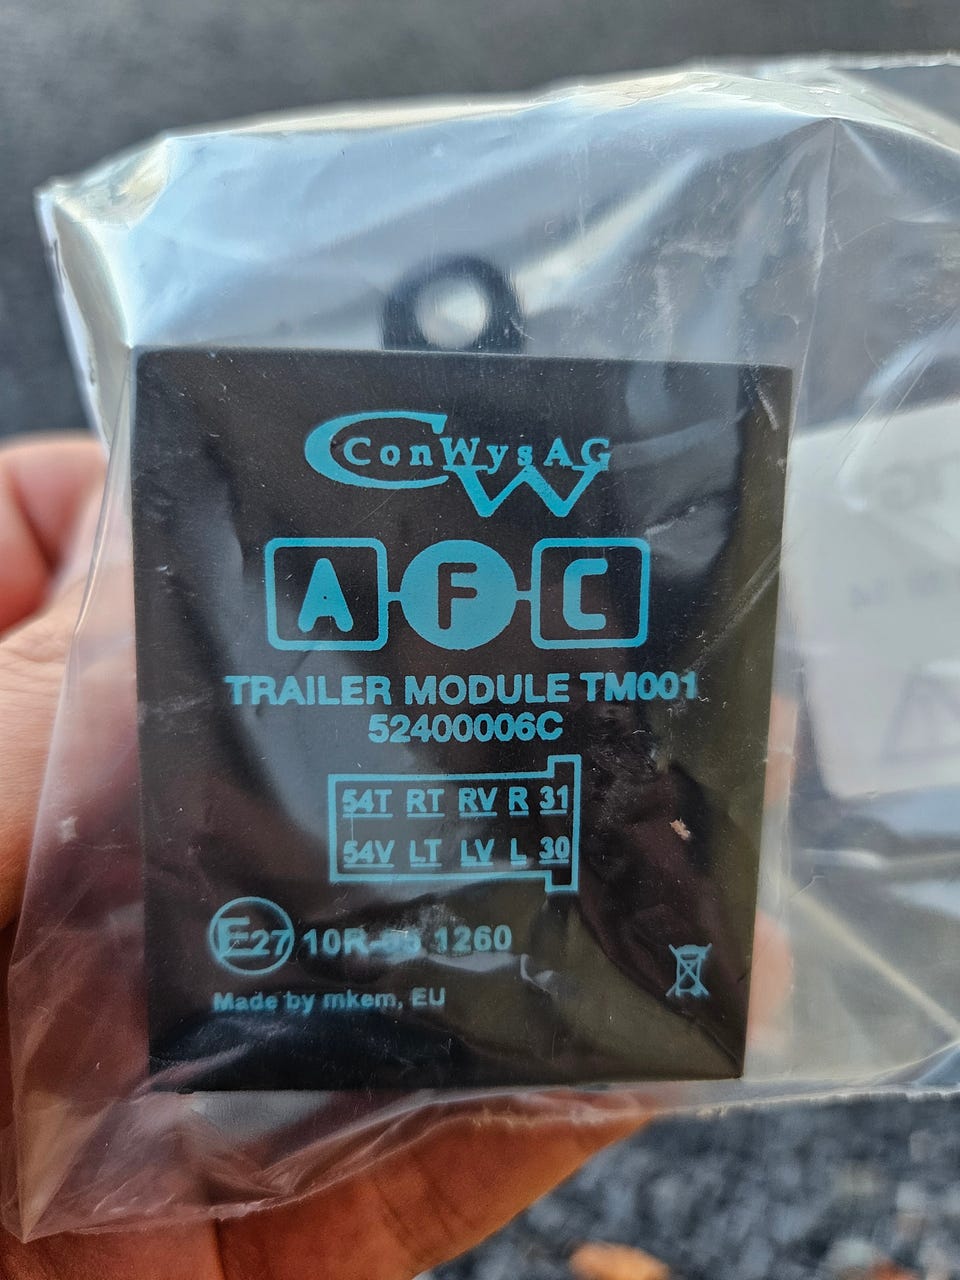 ConWysAG
CW
A F C
TRAILER MODULE TM001
52400006C
54T RT RV R 31
54V LT LV L 30
E27 10R- 1260
Made by mkem, EU